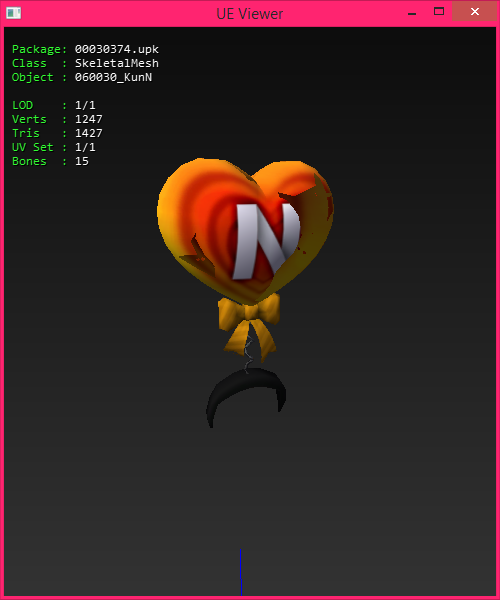 UE Viewer
Package: 00030374.upk
Class  : SkeletalMesh
Object : 060030_KunN
LOD    : 1/1
Verts  : 1247
Tris   : 1427
UV Set : 1/1
Bones  : 15
N